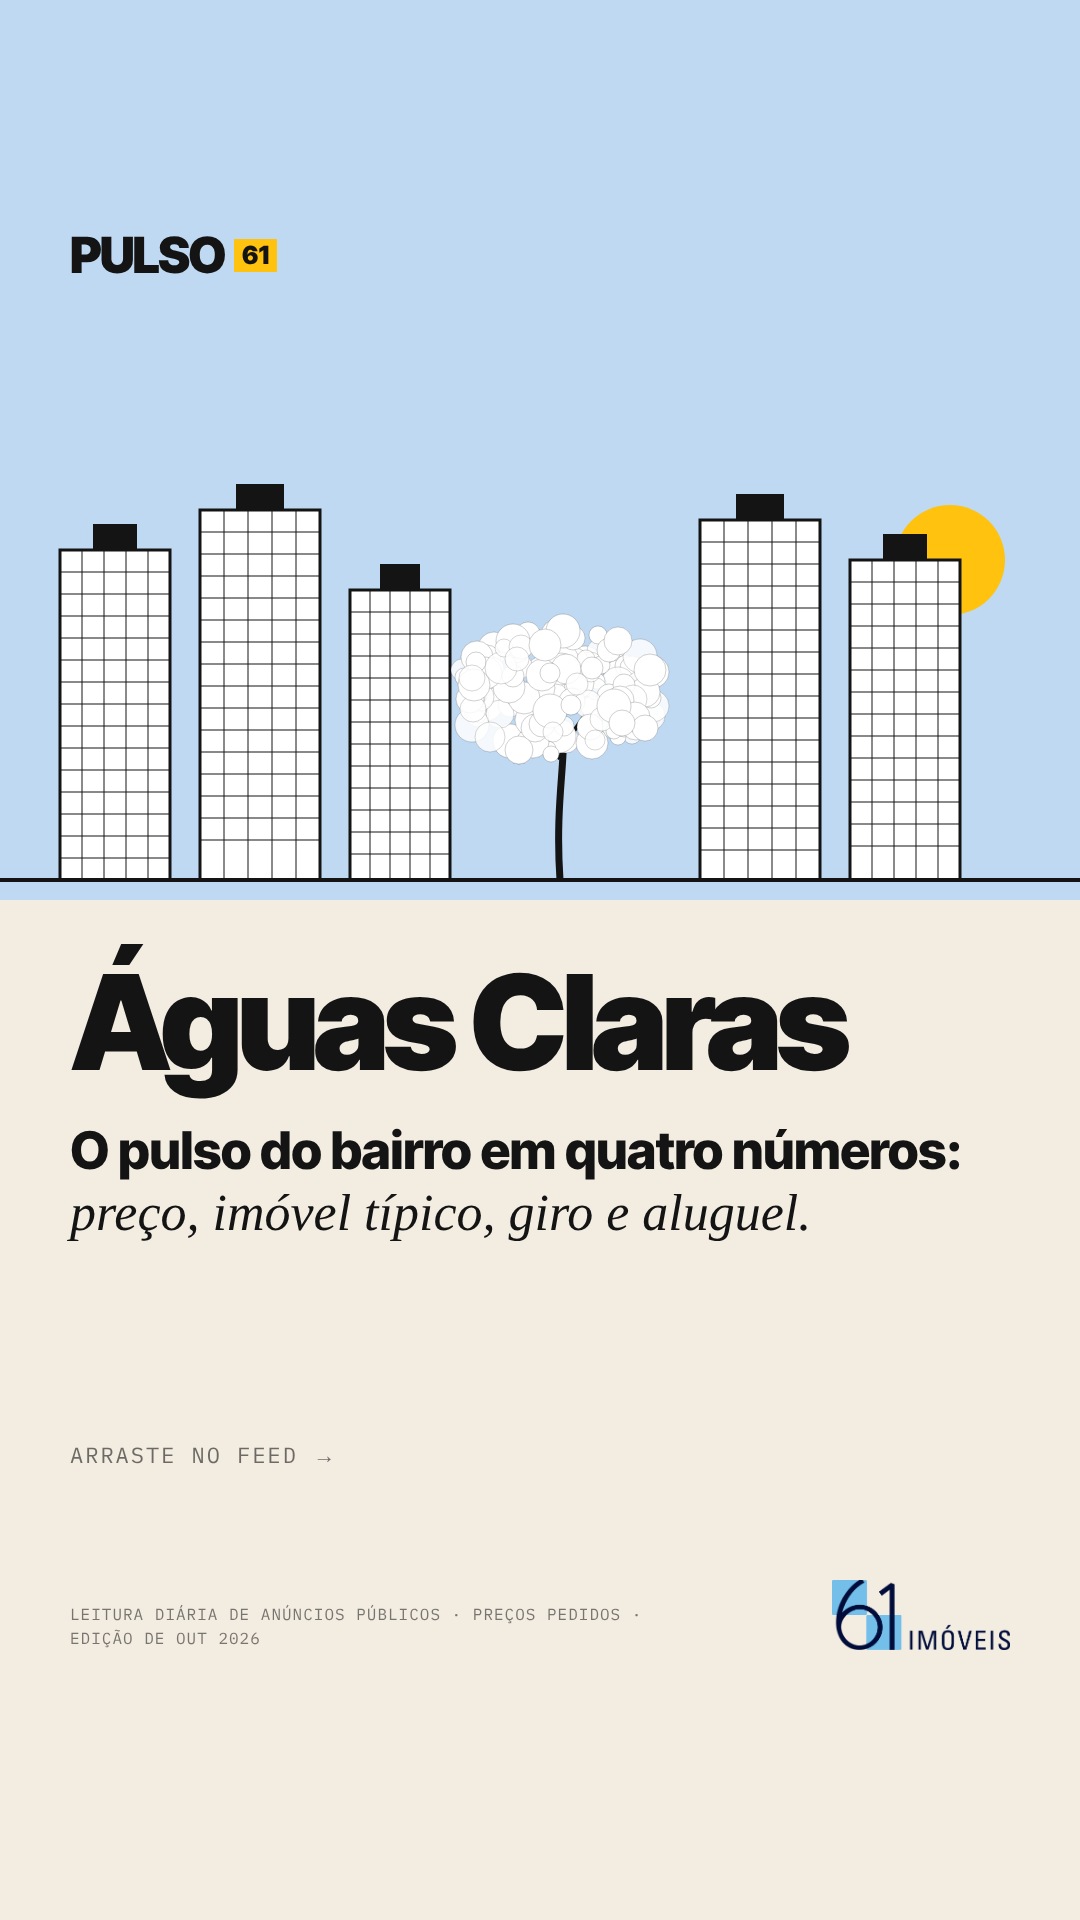 PULSO 61
Águas Claras
O pulso do bairro em quatro números:
preço, imóvel típico, giro e aluguel.
ARRASTE NO FEED →
LEITURA DIÁRIA DE ANÚNCIOS PÚBLICOS · PREÇOS PEDIDOS ·
EDIÇÃO DE OUT 2026
61 IMÓVEIS